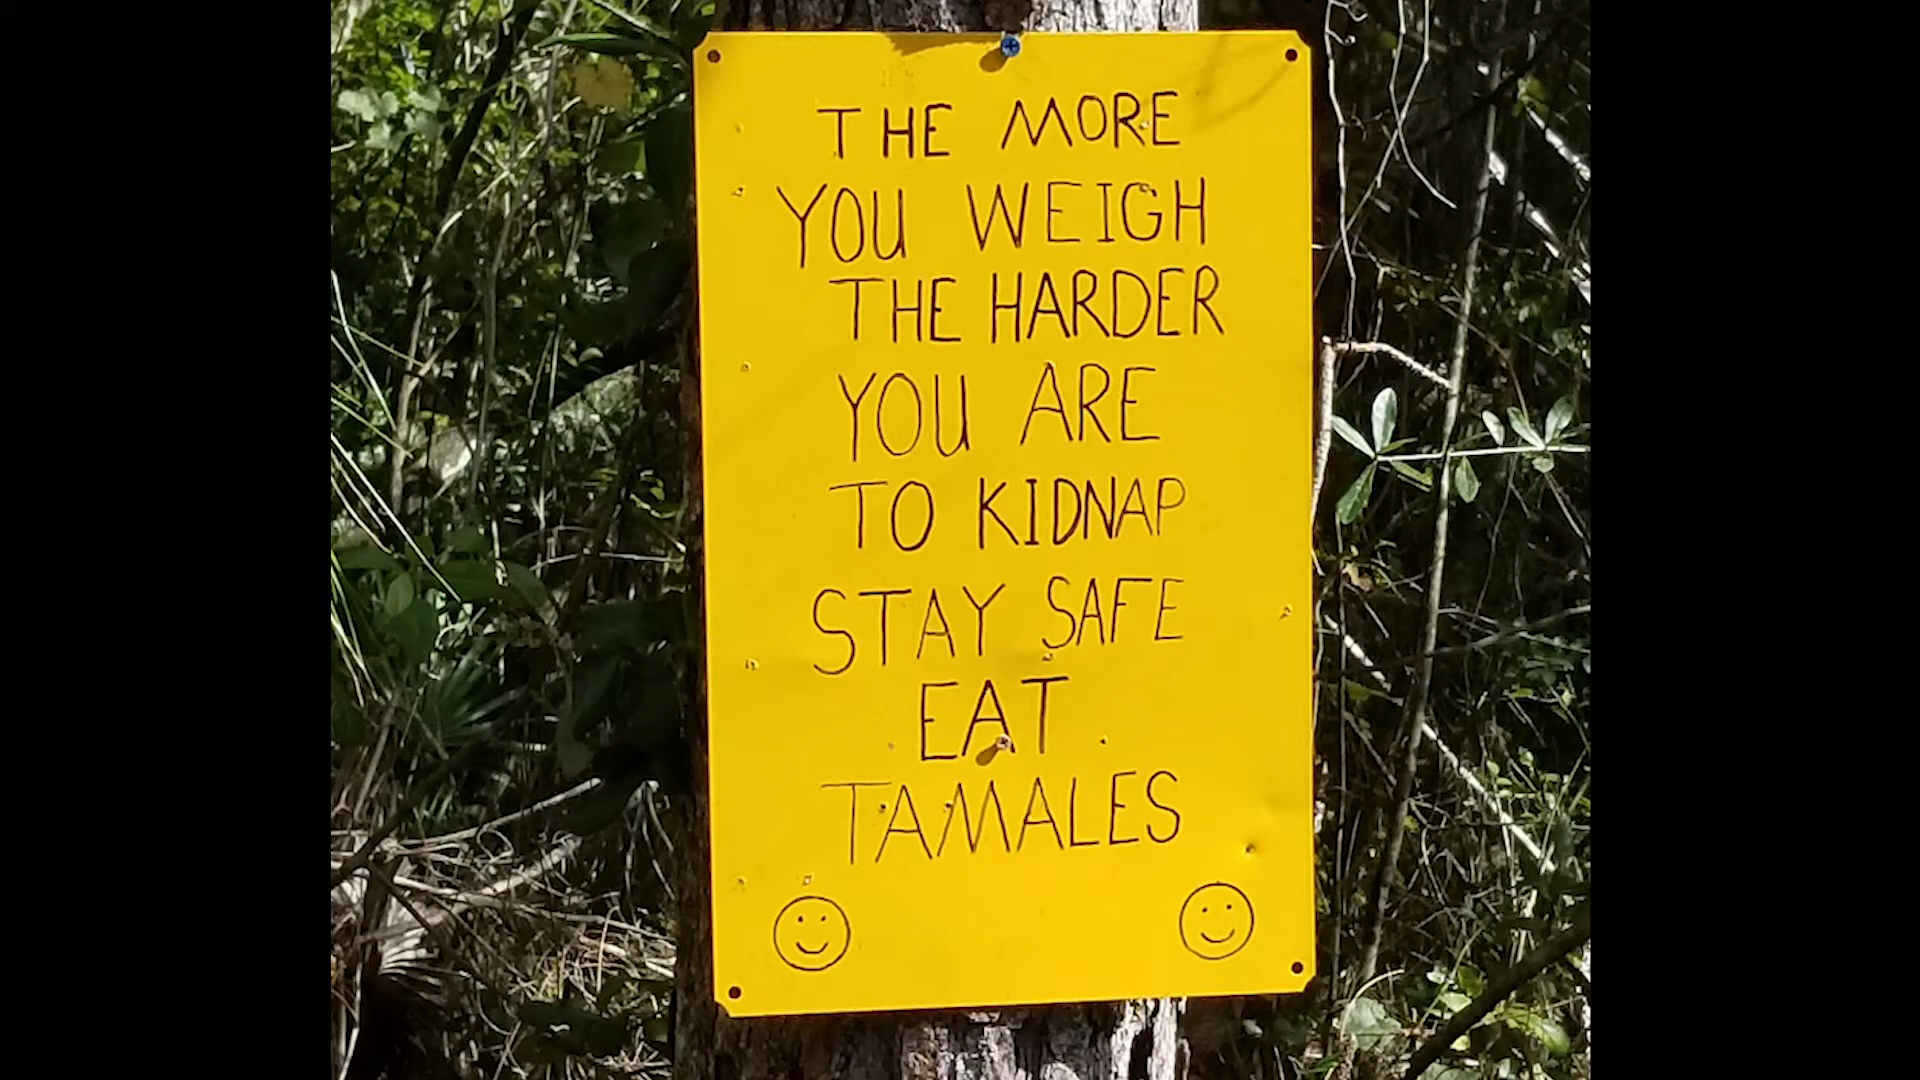 THE MORE
YOU WEIGH
THE HARDER
YOU ARE
TO KIDNAP
STAY SAFE
EAT
TAMALES